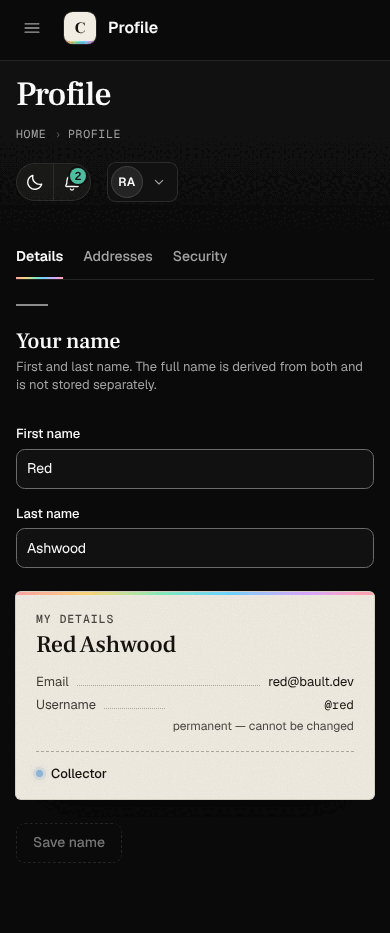 C
Profile
Profile
HOME › PROFILE
2
RA
Details Addresses Security
Your name
First and last name. The full name is derived from both and
is not stored separately.
First name
Red
Last name
Ashwood
MY DETAILS
Red Ashwood
Email red@bault.dev
Username @red
permanent — cannot be changed
Collector
Save name